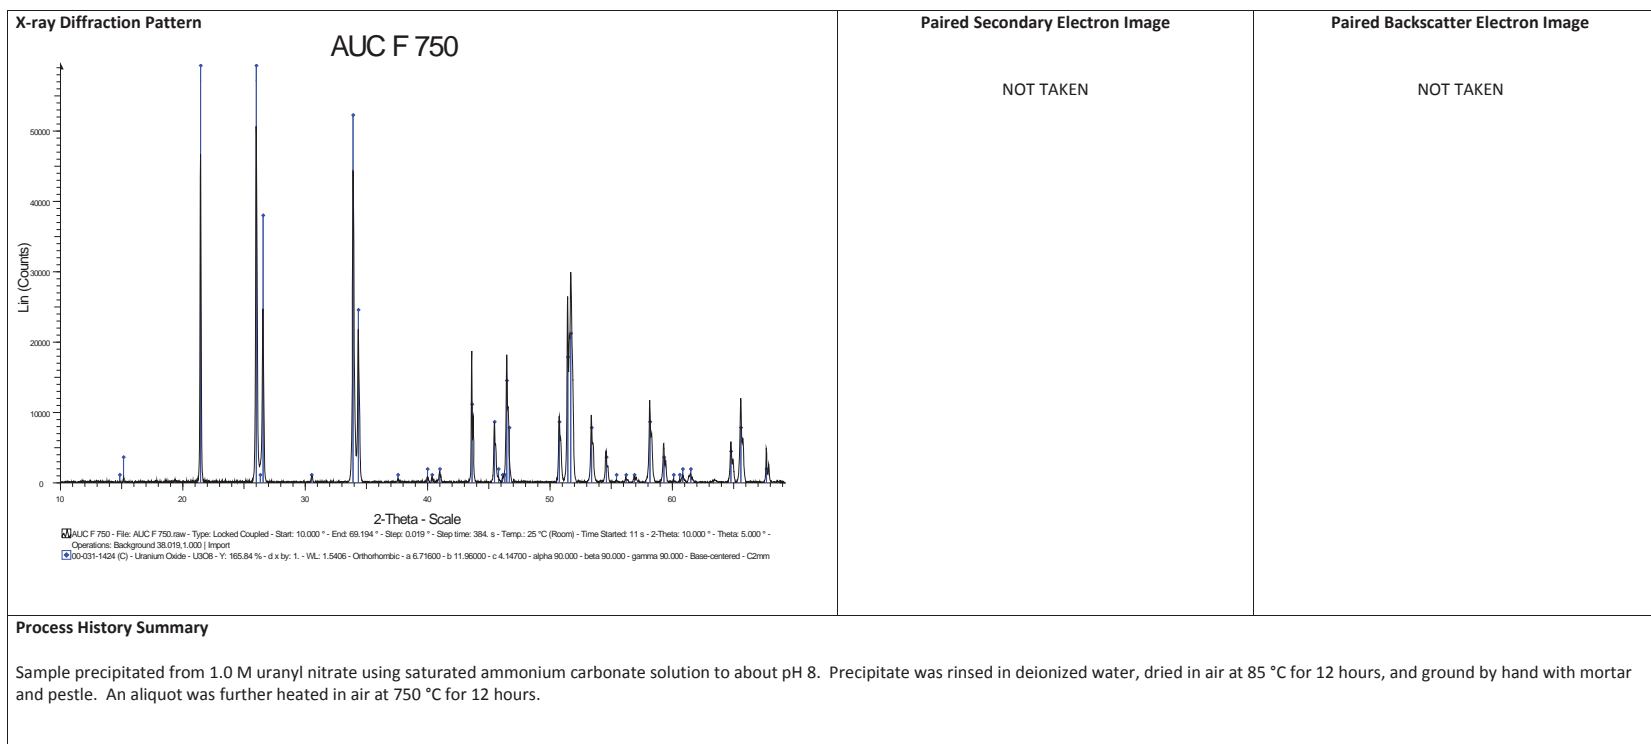 X-ray Diffraction Pattern
AUC F 750
Lin (Counts)
50000
40000
30000
20000
10000
0
10
20
30
40
50
60
2-Theta - Scale
AUC F 750 - File: AUC F 750.raw - Type: Locked Coupled - Start: 10.000 ° - End: 69.194 ° - Step: 0.019 ° - Step time: 384. s - Temp.: 25 °C (Room) - Time Started: 11 s - 2-Theta: 10.000 ° - Theta: 5.000 ° -
Operations: Background 38.019,1.000 | Import
00-031-1424 (C) - Uranium Oxide - U3O8 - Y: 165.84 % - d x by: 1. - WL: 1.5406 - Orthorhombic - a 6.71600 - b 11.96000 - c 4.14700 - alpha 90.000 - beta 90.000 - gamma 90.000 - Base-centered - C2mm
Paired Secondary Electron Image
NOT TAKEN
Paired Backscatter Electron Image
NOT TAKEN
Process History Summary
Sample precipitated from 1.0 M uranyl nitrate using saturated ammonium carbonate solution to about pH 8.  Precipitate was rinsed in deionized water, dried in air at 85 °C for 12 hours, and ground by hand with mortar
and pestle.  An aliquot was further heated in air at 750 °C for 12 hours.